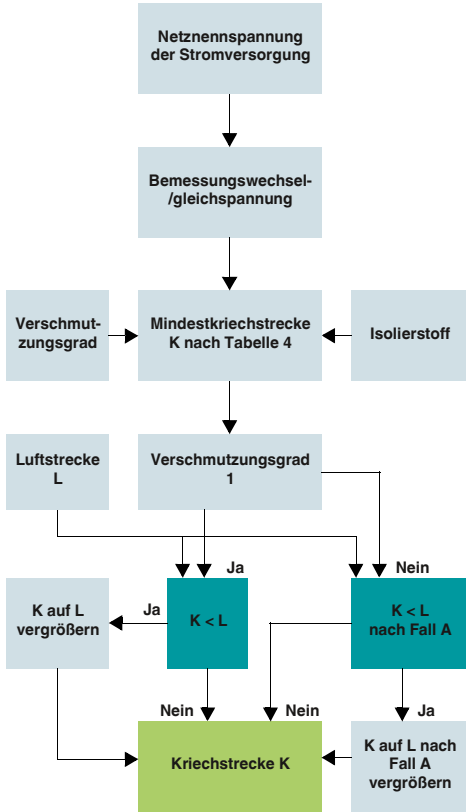 Netznennspannung
der Stromversorgung
Bemessungswechsel-
/gleichspannung
Verschmut-
zungsgrad
Mindestkriechstrecke
K nach Tabelle 4
Isolierstoff
Luftstrecke
L
Verschmutzungsgrad
1
Ja
Nein
K auf L
vergrößern
Ja
K < L
K < L
nach Fall A
Nein
Nein
Ja
Kriechstrecke K
K auf L nach
Fall A
vergrößern